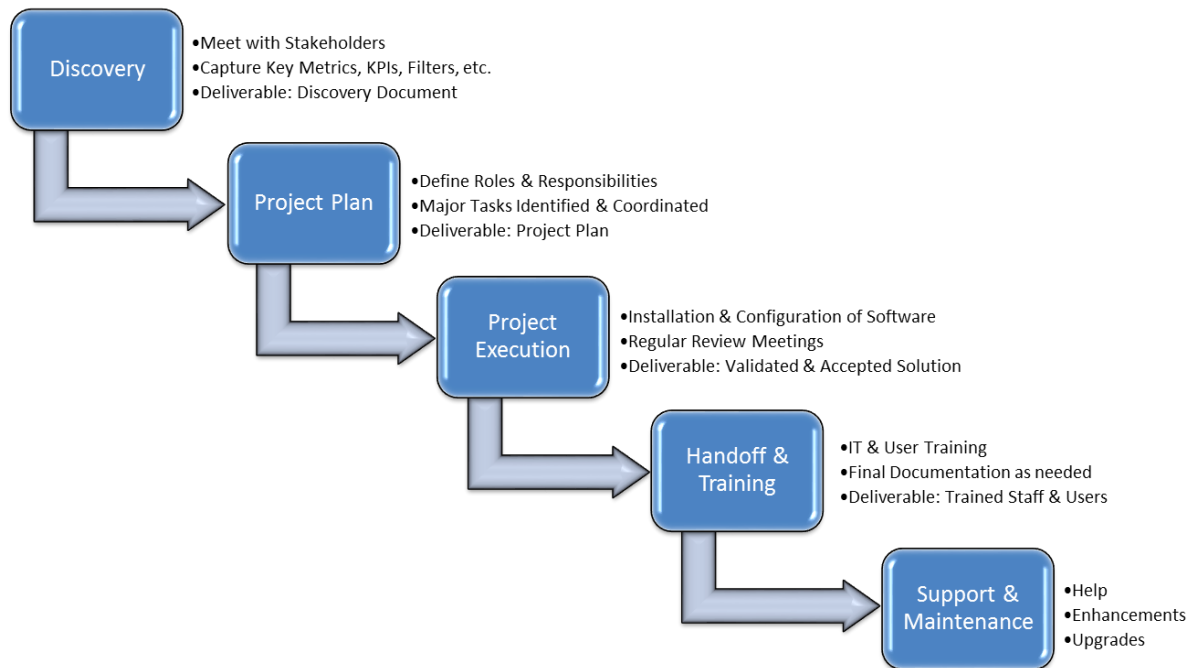 Discovery
•Meet with Stakeholders
•Capture Key Metrics, KPIs, Filters, etc.
•Deliverable: Discovery Document
Project Plan
•Define Roles & Responsibilities
•Major Tasks Identified & Coordinated
•Deliverable: Project Plan
Project
Execution
•Installation & Configuration of Software
•Regular Review Meetings
•Deliverable: Validated & Accepted Solution
Handoff &
Training
•IT & User Training
•Final Documentation as needed
•Deliverable: Trained Staff & Users
Support &
Maintenance
•Help
•Enhancements
•Upgrades